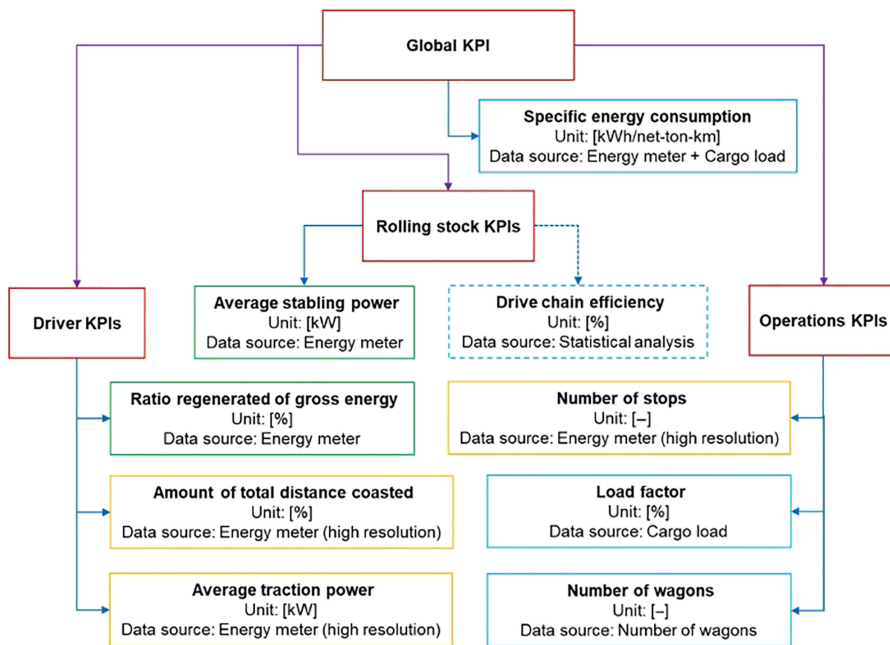 Global KPI
Specific energy consumption
Unit: [kWh/net-ton-km]
Data source: Energy meter + Cargo load
Rolling stock KPIs
Average stabling power
Unit: [kW]
Data source: Energy meter
Drive chain efficiency
Unit: [%]
Data source: Statistical analysis
Driver KPIs
Operations KPIs
Ratio regenerated of gross energy
Unit: [%]
Data source: Energy meter
Number of stops
Unit: [–]
Data source: Energy meter (high resolution)
Amount of total distance coasted
Unit: [%]
Data source: Energy meter (high resolution)
Load factor
Unit: [%]
Data source: Cargo load
Average traction power
Unit: [kW]
Data source: Energy meter (high resolution)
Number of wagons
Unit: [–]
Data source: Number of wagons